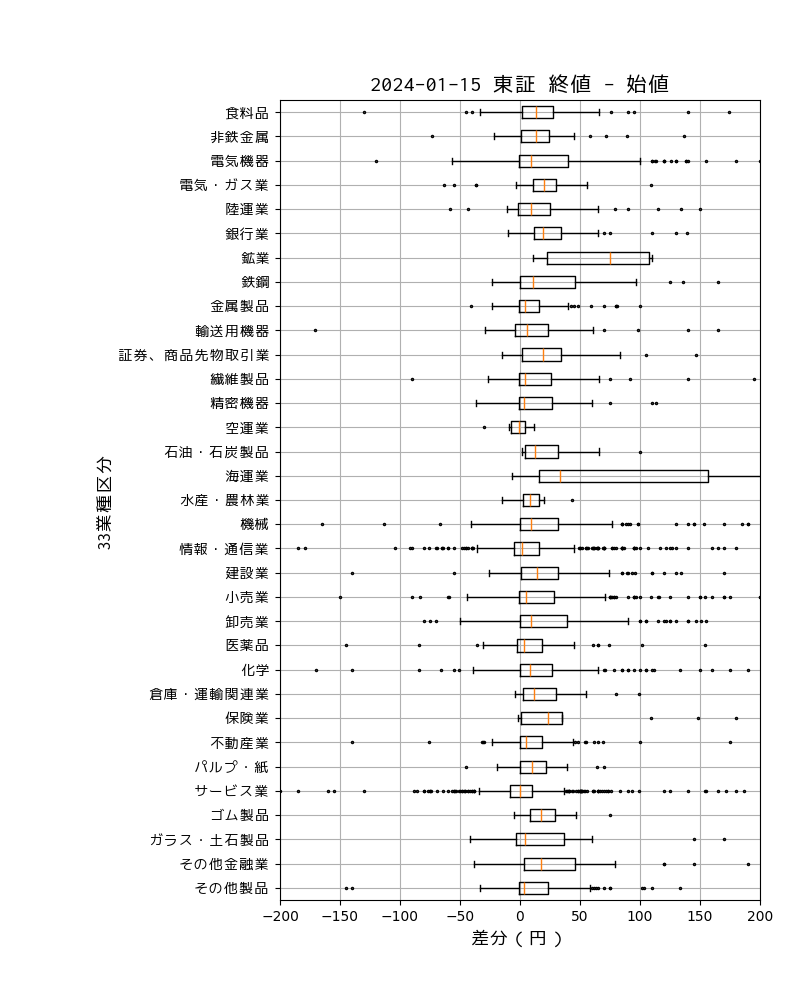 2024-01-15 東証 終値 - 始値
食料品
非鉄金属
電気機器
電気・ガス業
陸運業
銀行業
鉱業
鉄鋼
金属製品
輸送用機器
証券、商品先物取引業
繊維製品
精密機器
空運業
石油・石炭製品
海運業
水産・農林業
機械
情報・通信業
建設業
小売業
卸売業
医薬品
化学
倉庫・運輸関連業
保険業
不動産業
パルプ・紙
サービス業
ゴム製品
ガラス・土石製品
その他金融業
その他製品
33業種区分
−200 −150 −100 −50 0 50 100 150 200
差分 ( 円 )